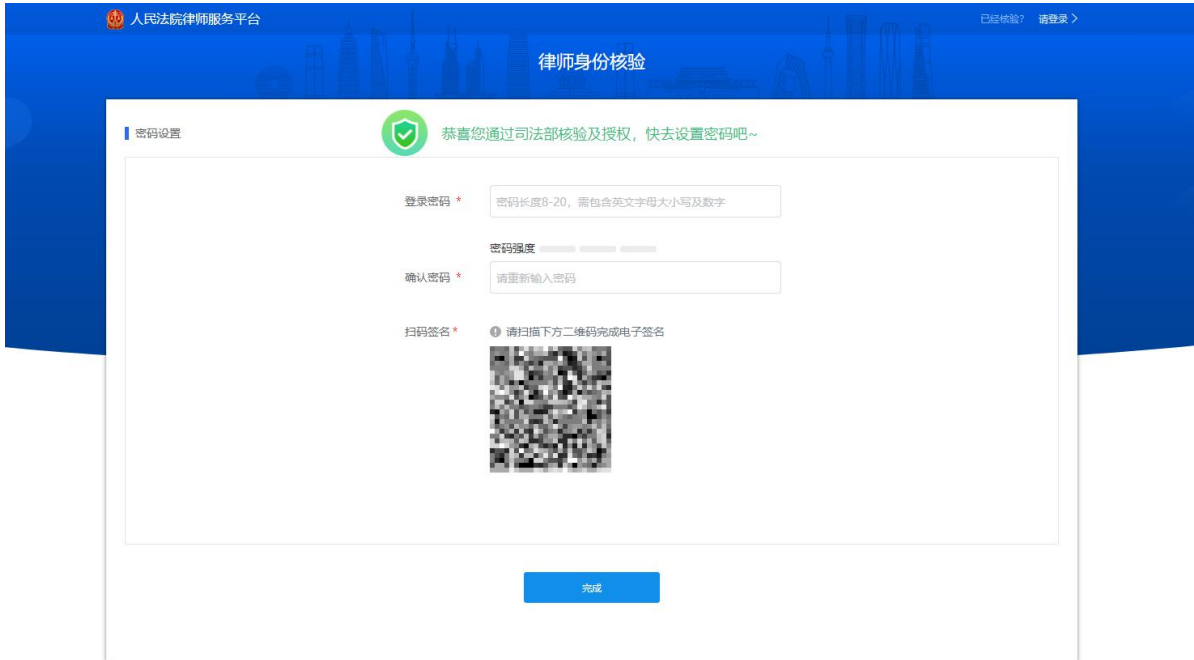 人民法院律师服务平台
已经核验? 请登录 >
律师身份核验
密码设置
恭喜您通过司法部核验及授权，快去设置密码吧~
登录密码 *
密码长度8-20，需包含英文字母大小写及数字
密码强度
确认密码 *
请重新输入密码
扫码签名 *
请扫描下方二维码完成电子签名
完成